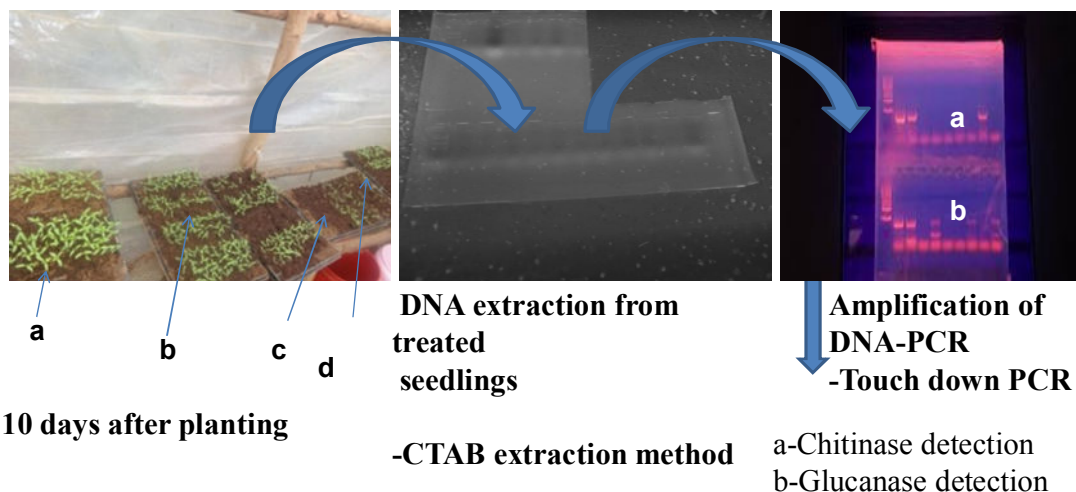 a
b
a
b
c
d
10 days after planting
DNA extraction from
treated
seedlings
-CTAB extraction method
Amplification of
DNA-PCR
-Touch down PCR
a-Chitinase detection
b-Glucanase detection